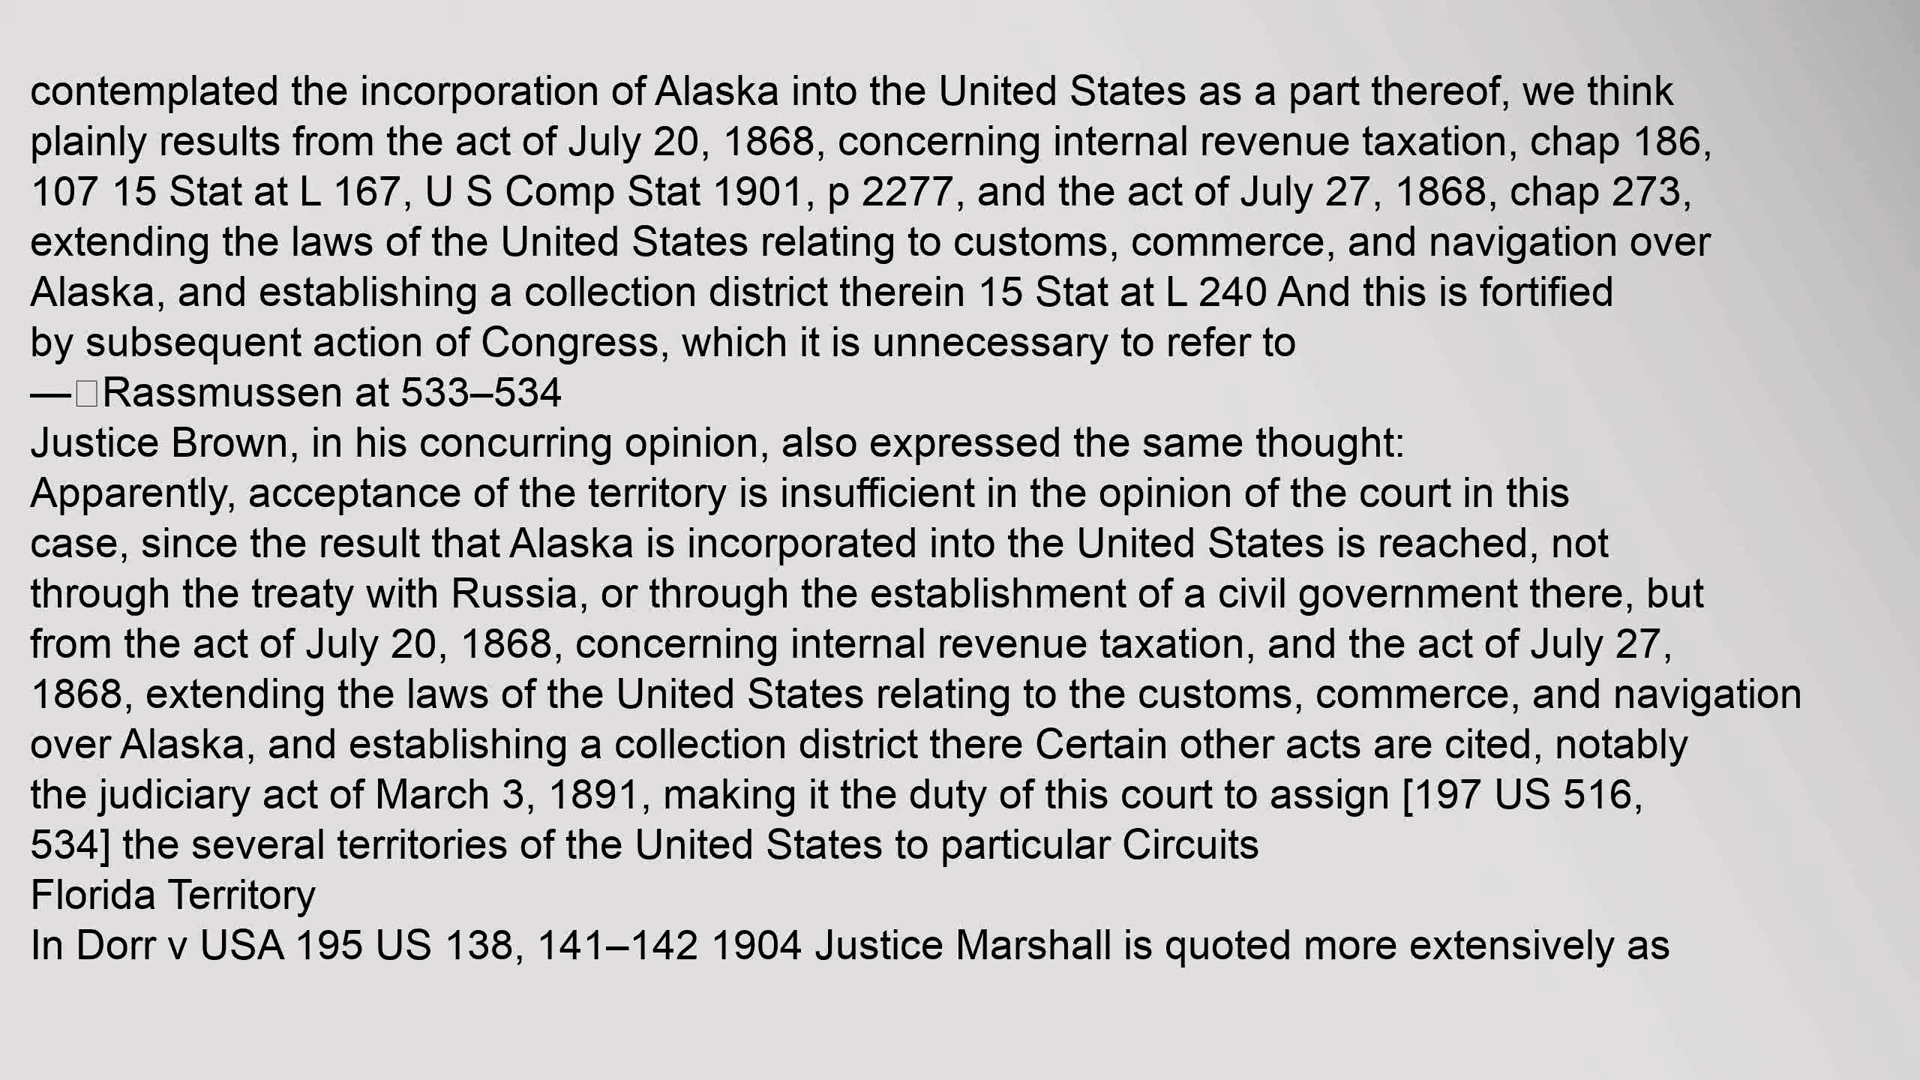 contemplated the incorporation of Alaska into the United States as a part thereof, we think
plainly results from the act of July 20, 1868, concerning internal revenue taxation, chap 186,
107 15 Stat at L 167, U S Comp Stat 1901, p 2277, and the act of July 27, 1868, chap 273,
extending the laws of the United States relating to customs, commerce, and navigation over
Alaska, and establishing a collection district therein 15 Stat at L 240 And this is fortified
by subsequent action of Congress, which it is unnecessary to refer to
—□Rassmussen at 533–534
Justice Brown, in his concurring opinion, also expressed the same thought:
Apparently, acceptance of the territory is insufficient in the opinion of the court in this
case, since the result that Alaska is incorporated into the United States is reached, not
through the treaty with Russia, or through the establishment of a civil government there, but
from the act of July 20, 1868, concerning internal revenue taxation, and the act of July 27,
1868, extending the laws of the United States relating to the customs, commerce, and navigation
over Alaska, and establishing a collection district there Certain other acts are cited, notably
the judiciary act of March 3, 1891, making it the duty of this court to assign [197 US 516,
534] the several territories of the United States to particular Circuits
Florida Territory
In Dorr v USA 195 US 138, 141–142 1904 Justice Marshall is quoted more extensively as